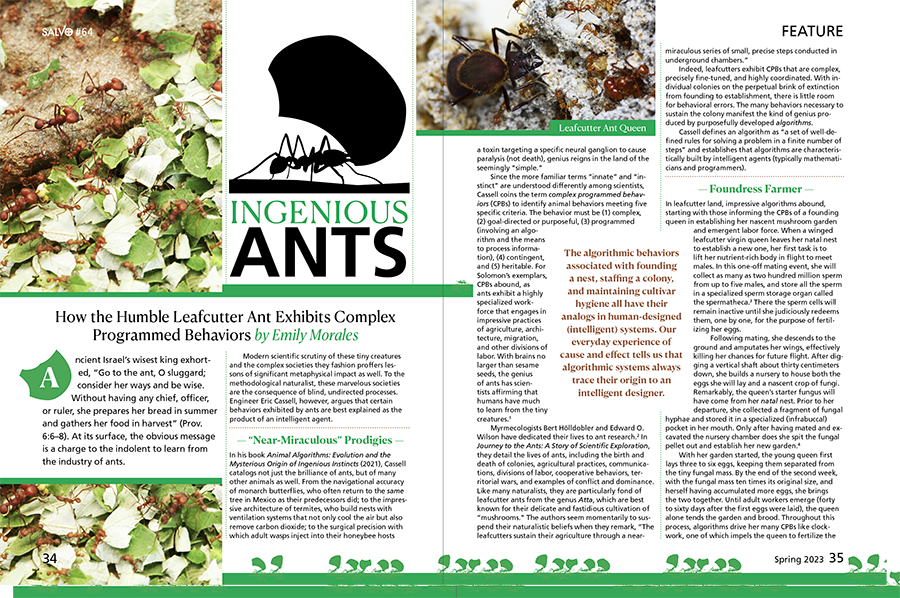 SALVO #64
INGENIOUS
ANTS
How the Humble Leafcutter Ant Exhibits Complex
Programmed Behaviors by Emily Morales
Ancient Israel's wisest king exhort-
ed, "Go to the ant, O sluggard;
consider her ways and be wise.
Without having any chief, officer,
or ruler, she prepares her bread in summer
and gathers her food in harvest" (Prov.
6:6–8). At its surface, the obvious message
is a charge to the indolent to learn from
the industry of ants.
Modern scientific scrutiny of these tiny creatures
and the complex societies they fashion proffers les-
sons of significant metaphysical impact as well. To the
methodological naturalist, these marvelous societies
are the consequence of blind, undirected processes.
Engineer Eric Cassell, however, argues that certain
behaviors exhibited by ants are best explained as the
product of an intelligent agent.
— "Near-Miraculous" Prodigies —
In his book Animal Algorithms: Evolution and the
Mysterious Origin of Ingenious Instincts (2021), Cassell
catalogs not just the brilliance of ants, but of many
other animals as well. From the navigational accuracy
of monarch butterflies, who often return to the same
tree in Mexico as their predecessors did; to the impres-
sive architecture of termites, who build nests with
ventilation systems that not only cool the air but also
remove carbon dioxide; to the surgical precision with
which adult wasps inject into their honeybee hosts
34
Leafcutter Ant Queen
a toxin targeting a specific neural ganglion to cause
paralysis (not death), genius reigns in the land of the
seemingly "simple."
Since the more familiar terms "innate" and "in-
stinct" are understood differently among scientists,
Cassell coins the term complex programmed behav-
iors (CPBs) to identify animal behaviors meeting five
specific criteria. The behavior must be (1) complex,
(2) goal-directed or purposeful, (3) programmed
(involving an algo-
rithm and the means
to process informa-
tion), (4) contingent,
and (5) heritable. For
Solomon's exemplars,
CPBs abound, as
ants exhibit a highly
specialized work-
force that engages in
impressive practices
of agriculture, archi-
tecture, migration,
and other divisions of
labor. With brains no
larger than sesame
seeds, the genius
of ants has scien-
tists affirming that
humans have much
to learn from the tiny
creatures.¹
Myrmecologists Bert Hölldobler and Edward O.
Wilson have dedicated their lives to ant research.² In
Journey to the Ants: A Story of Scientific Exploration,
they detail the lives of ants, including the birth and
death of colonies, agricultural practices, communica-
tions, divisions of labor, cooperative behaviors, ter-
ritorial wars, and examples of conflict and dominance.
Like many naturalists, they are particularly fond of
leafcutter ants from the genus Atta, which are best
known for their delicate and fastidious cultivation of
"mushrooms." The authors seem momentarily to sus-
pend their naturalistic beliefs when they remark, "The
leafcutters sustain their agriculture through a near-
The algorithmic behaviors
associated with founding
a nest, staffing a colony,
and maintaining cultivar
hygiene all have their
analogs in human-designed
(intelligent) systems. Our
everyday experience of
cause and effect tells us that
algorithmic systems always
trace their origin to an
intelligent designer.
FEATURE
miraculous series of small, precise steps conducted in
underground chambers."
Indeed, leafcutters exhibit CPBs that are complex,
precisely fine-tuned, and highly coordinated. With in-
dividual colonies on the perpetual brink of extinction
from founding to establishment, there is little room
for behavioral errors. The many behaviors necessary to
sustain the colony manifest the kind of genius pro-
duced by purposefully developed algorithms.
Cassell defines an algorithm as "a set of well-de-
fined rules for solving a problem in a finite number of
steps" and establishes that algorithms are characteris-
tically built by intelligent agents (typically mathemati-
cians and programmers).
— Foundress Farmer —
In leafcutter land, impressive algorithms abound,
starting with those informing the CPBs of a founding
queen in establishing her nascent mushroom garden
and emergent labor force. When a winged
leafcutter virgin queen leaves her natal nest
to establish a new one, her first task is to
lift her nutrient-rich body in flight to meet
males. In this one-off mating event, she will
collect as many as two hundred million sperm
from up to five males, and store all the sperm
in a specialized sperm storage organ called
the spermatheca.³ There the sperm cells will
remain inactive until she judiciously redeems
them, one by one, for the purpose of fertil-
izing her eggs.
Following mating, she descends to the
ground and amputates her wings, effectively
killing her chances for future flight. After dig-
ging a vertical shaft about thirty centimeters
down, she builds a nursery to house both the
eggs she will lay and a nascent crop of fungi.
Remarkably, the queen's starter fungus will
have come from her natal nest. Prior to her
departure, she collected a fragment of fungal
hyphae and stored it in a specialized (infrabuccal)
pocket in her mouth. Only after having mated and ex-
cavated the nursery chamber does she spit the fungal
pellet out and establish her new garden.⁴
With her garden started, the young queen first
lays three to six eggs, keeping them separated from
the tiny fungal mass. By the end of the second week,
with the fungal mass ten times its original size, and
herself having accumulated more eggs, she brings
the two together. Until adult workers emerge (forty
to sixty days after the first eggs were laid), the queen
alone tends the garden and brood. Throughout this
process, algorithms drive her many CPBs like clock-
work, one of which impels the queen to fertilize the
Spring 2023 35